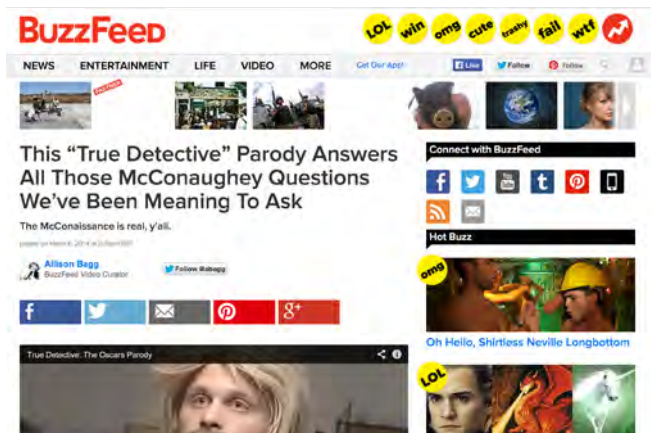 BuzzFeed
LOL win omg cute trashy fail wtf
NEWS ENTERTAINMENT LIFE VIDEO MORE Get Our App!
Like Follow Follow
PARTNER
This “True Detective” Parody Answers
All Those McConaughey Questions
We’ve Been Meaning To Ask
The McConaissance is real, y’all.
Allison Bagg
BuzzFeed Video Curator
Follow @abagg
True Detective: The Oscars Parody
Connect with BuzzFeed
You Tube
Hot Buzz
omg
Oh Hello, Shirtless Neville Longbottom
LOL